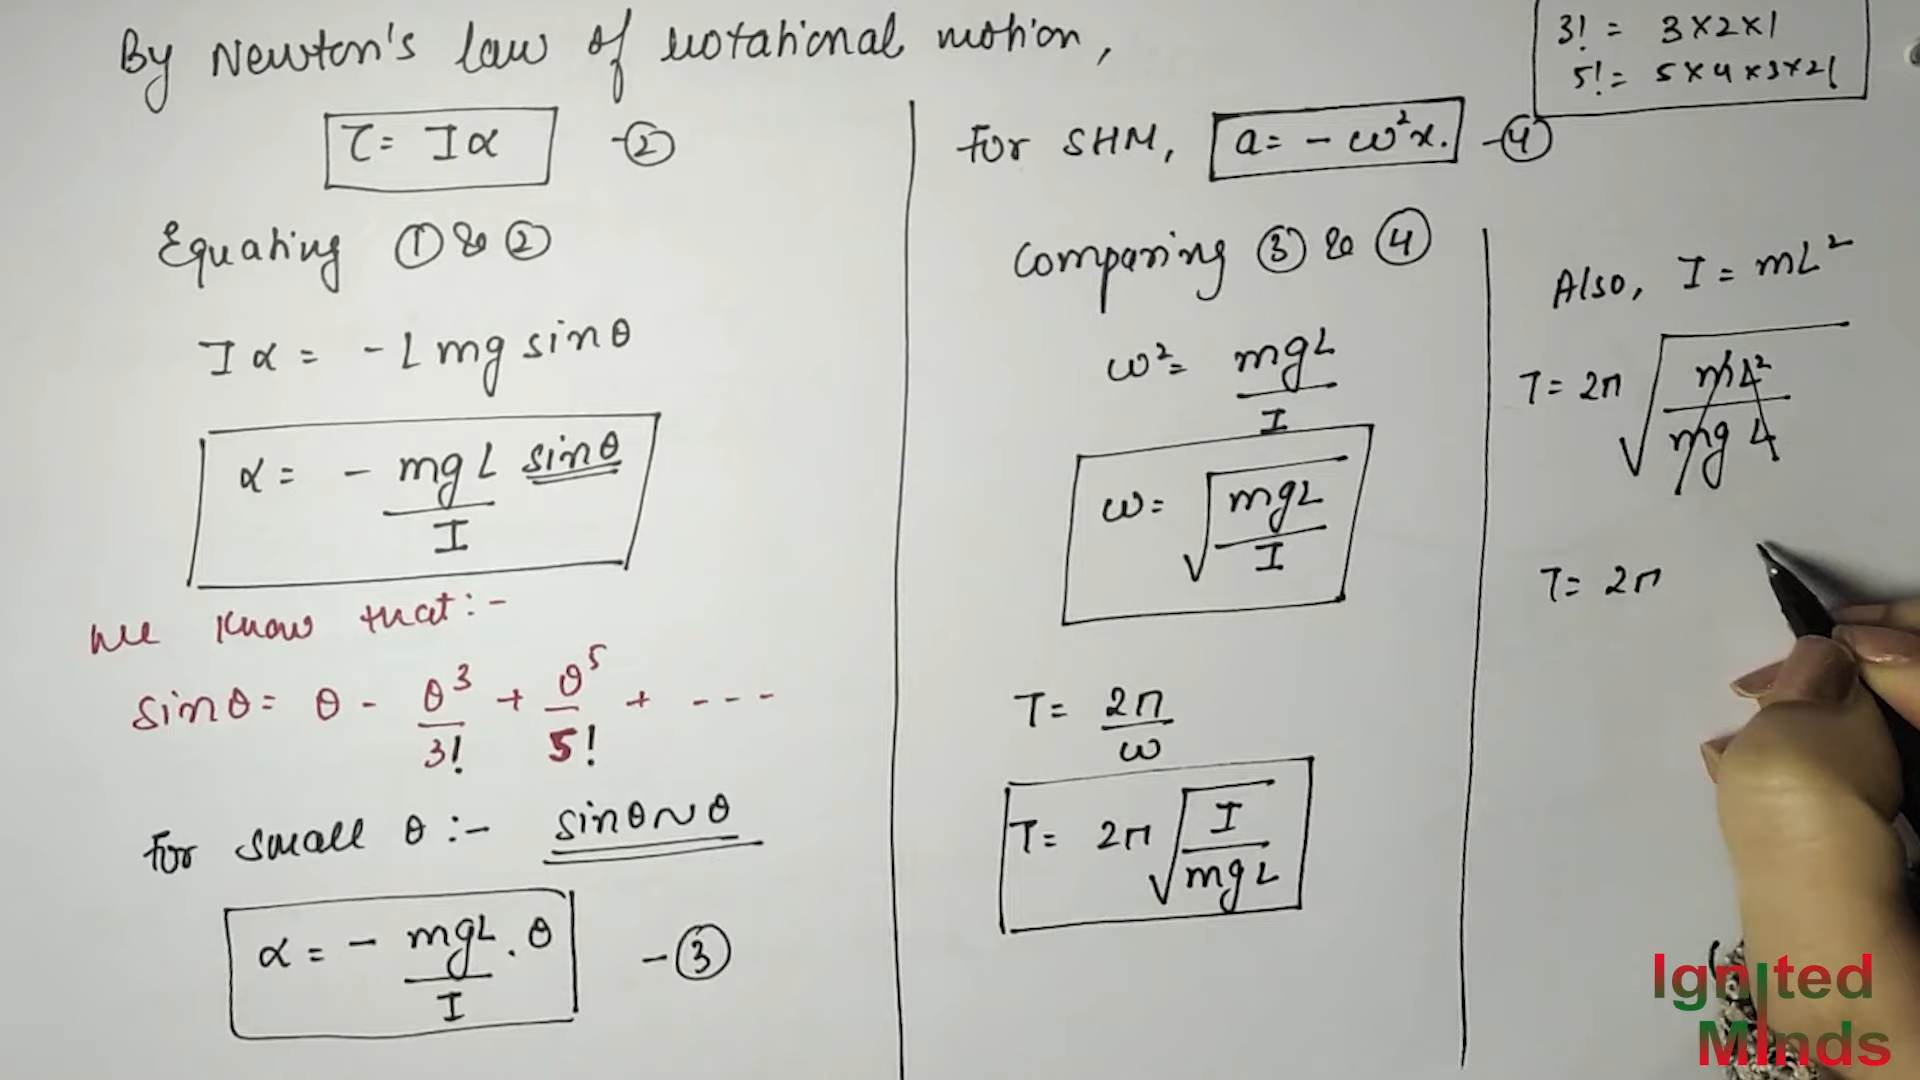 By Newton's law of rotational motion,
τ = Iα -②
Equating ① & ②
Iα = - L mg sinθ
α = - mgL/I sinθ
We know that:-
sinθ = θ - θ³/3! + θ⁵/5! + ---
For small θ:- sinθ ~ θ
α = - mgL/I . θ -③
3! = 3×2×1
5! = 5×4×3×21
For SHM, a = - ω²x. -④
Comparing ③ & ④
ω² = mgL/I
ω = √(mgL/I)
T = 2π/ω
T = 2π √(I/mgL)
Also, I = mL²
T = 2π √(mL²/mgL)
T = 2π
Ignited
Minds